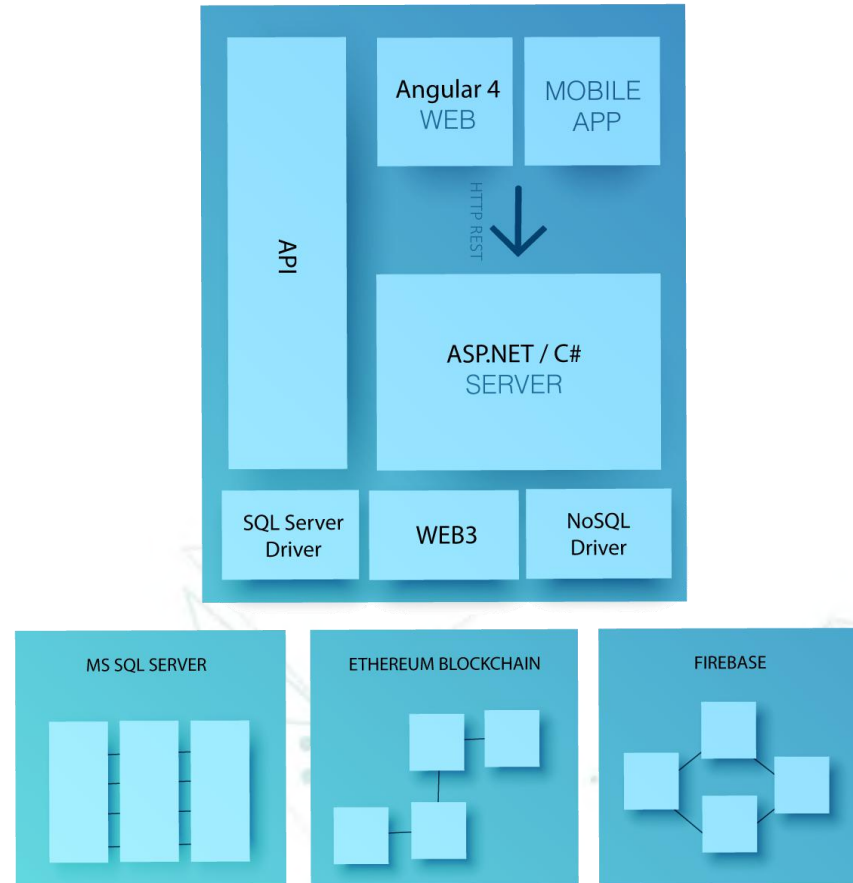 API
Angular 4
WEB
MOBILE
APP
HTTP REST
ASP.NET / C#
SERVER
SQL Server
Driver
WEB3
NoSQL
Driver
MS SQL SERVER
ETHEREUM BLOCKCHAIN
FIREBASE